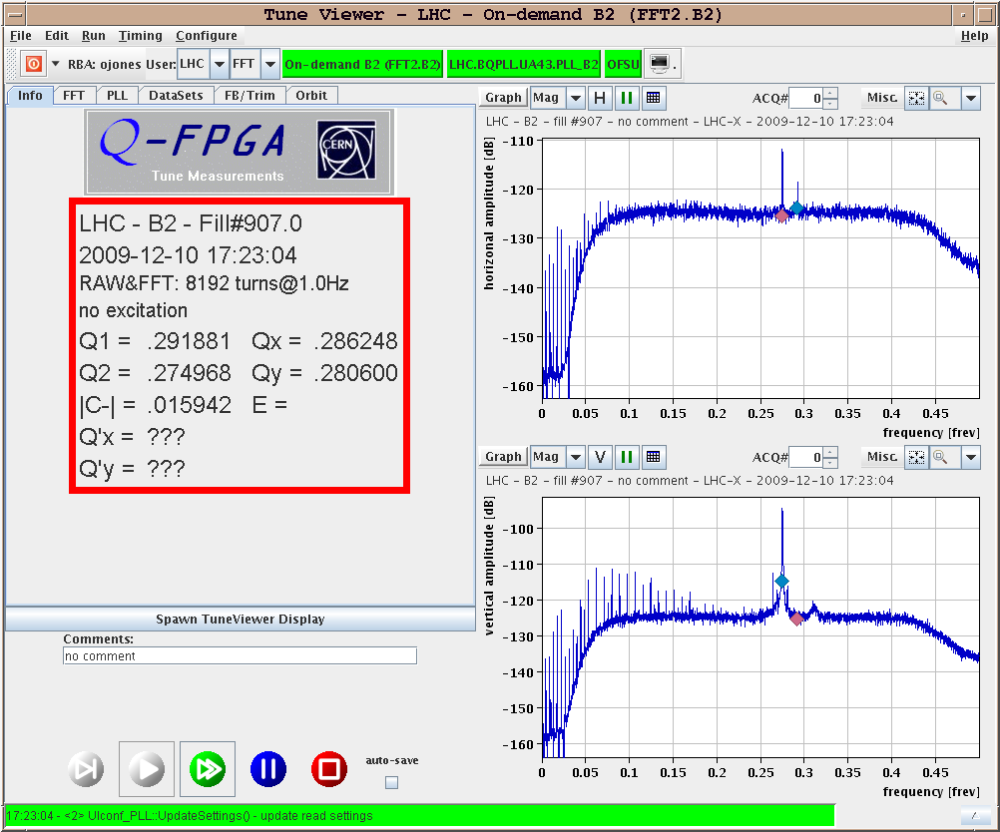 Tune Viewer - LHC - On-demand B2 (FFT2.B2)
File Edit Run Timing Configure Help
RBA: ojones User: LHC FFT On-demand B2 (FFT2.B2) LHC.BQPLL.UA43.PLL_B2 OFSU
Info FFT PLL DataSets FB/Trim Orbit
Q-FPGA
CERN
Tune Measurements
LHC - B2 - Fill#907.0
2009-12-10 17:23:04
RAW&FFT: 8192 turns@1.0Hz
no excitation
Q1 = .291881 Qx = .286248
Q2 = .274968 Qy = .280600
|C-| = .015942 E =
Q'x = ???
Q'y = ???
Spawn TuneViewer Display
Comments:
no comment
auto-save
Graph Mag H ACQ# 0 Misc.
LHC - B2 - fill #907 - no comment - LHC-X - 2009-12-10 17:23:04
horizonal amplitude [dB]
-110
-120
-130
-140
-150
-160
0 0.05 0.1 0.15 0.2 0.25 0.3 0.35 0.4 0.45
frequency [frev]
Graph Mag V ACQ# 0 Misc.
LHC - B2 - fill #907 - no comment - LHC-X - 2009-12-10 17:23:04
vertical amplitude [dB]
-100
-110
-120
-130
-140
-150
-160
0 0.05 0.1 0.15 0.2 0.25 0.3 0.35 0.4 0.45
frequency [frev]
17:23:04 - <2> UIconf_PLL::UpdateSettings() - update read settings